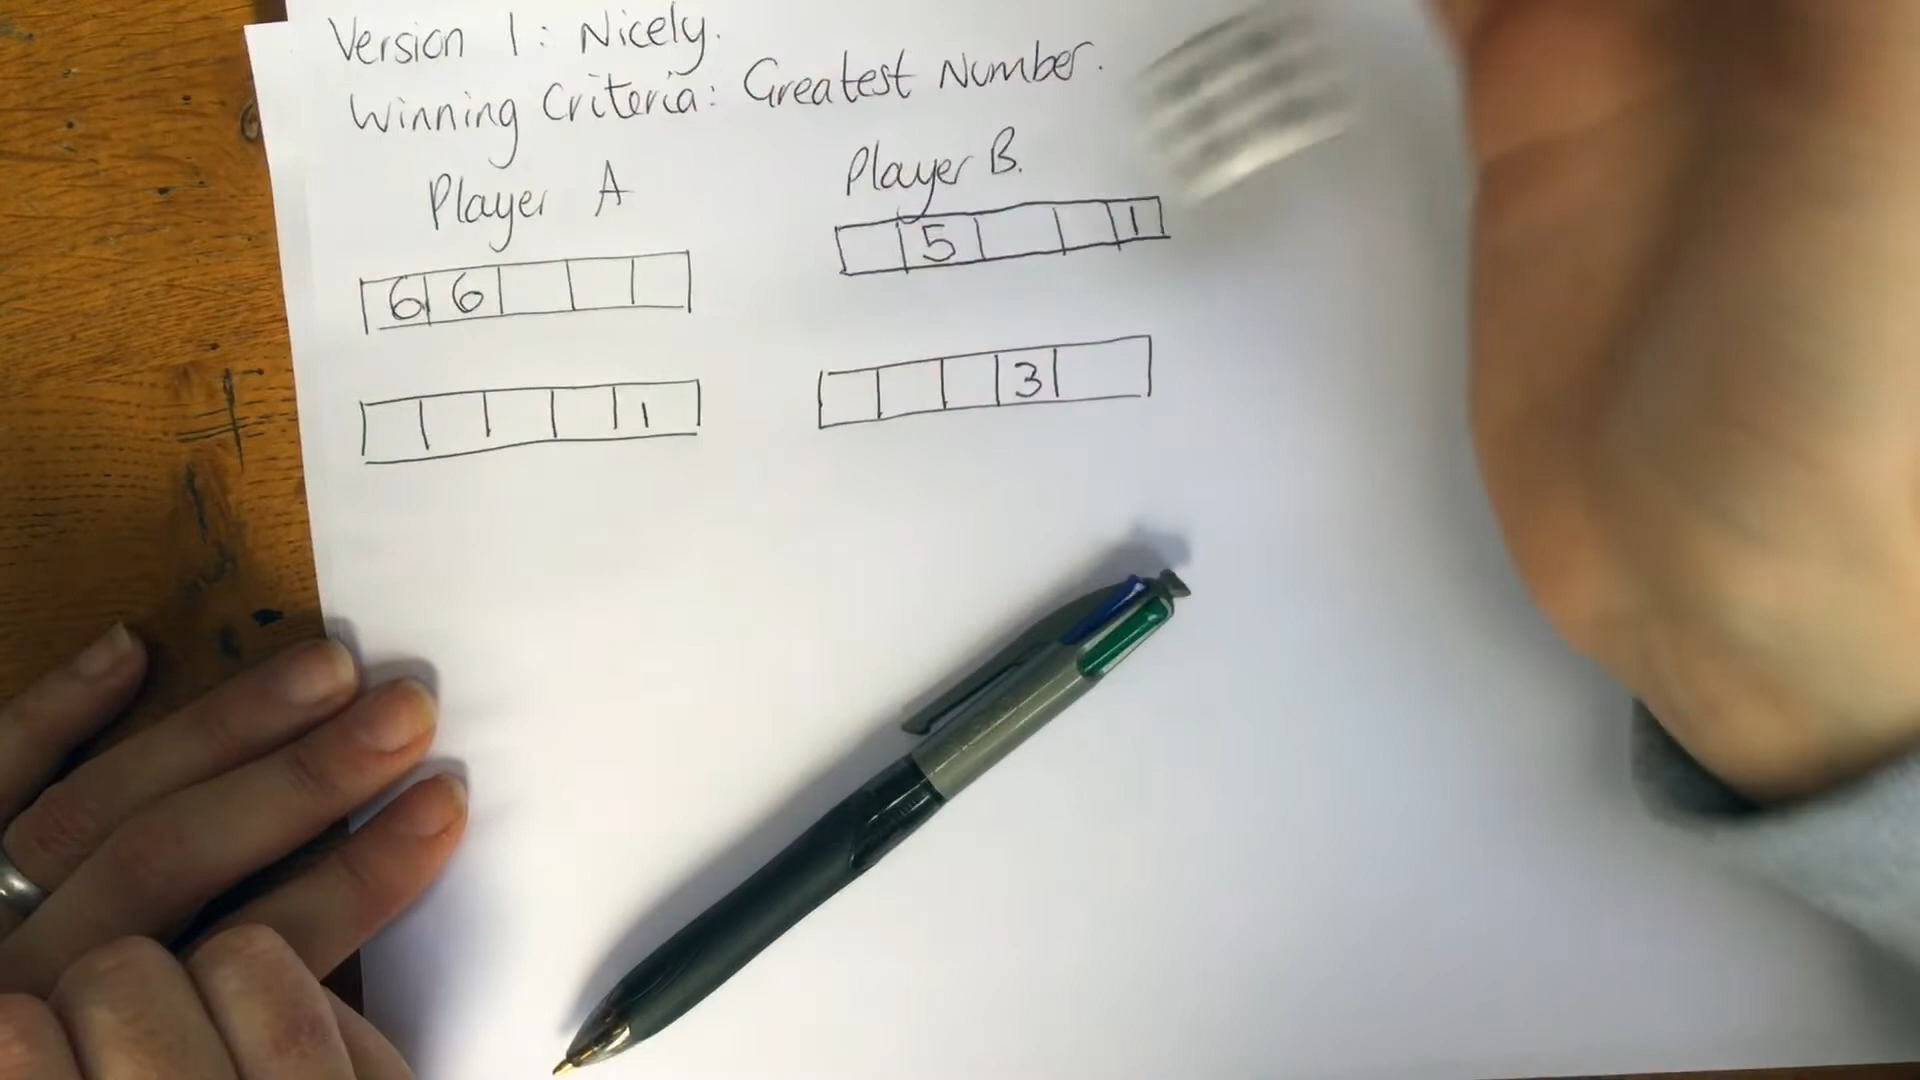 Version 1: Nicely.
Winning Criteria: Greatest Number.
Player A
Player B.
6 6
5 1
1
3